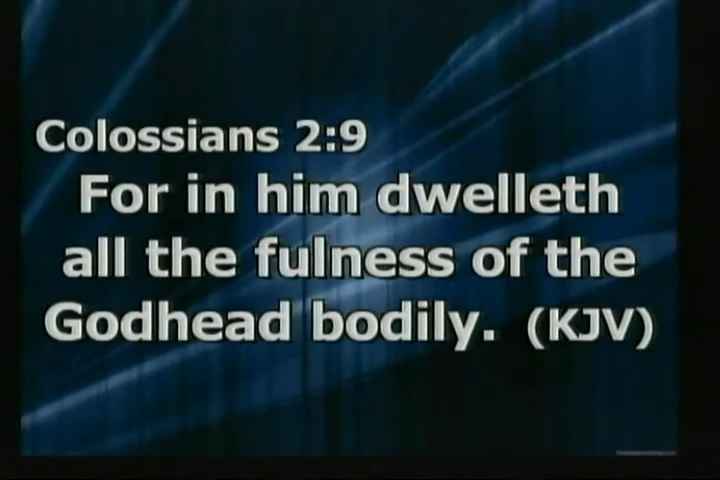 Colossians 2:9
For in him dwelleth
all the fulness of the
Godhead bodily. (KJV)